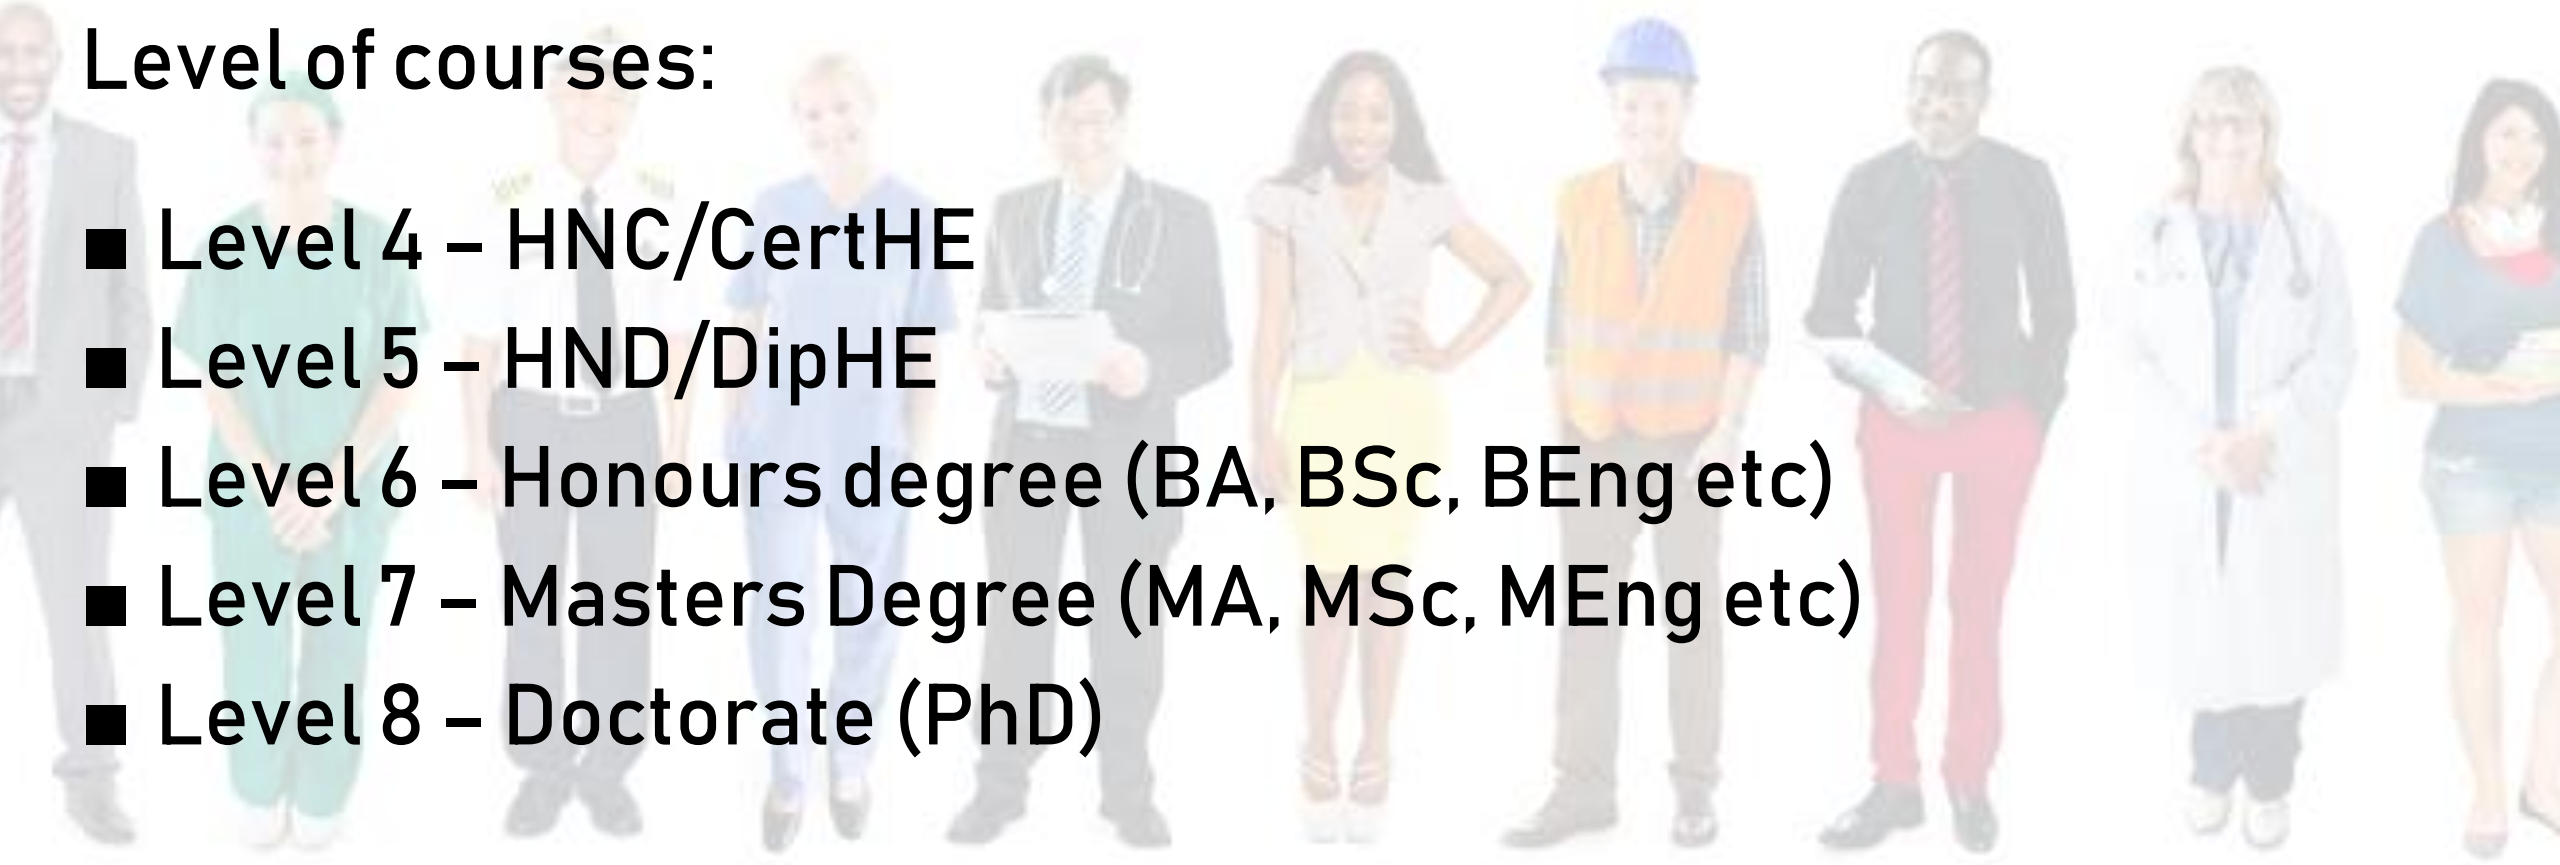 Level of courses:
■ Level 4 – HNC/CertHE
■ Level 5 – HND/DipHE
■ Level 6 – Honours degree (BA, BSc, BEng etc)
■ Level 7 – Masters Degree (MA, MSc, MEng etc)
■ Level 8 – Doctorate (PhD)